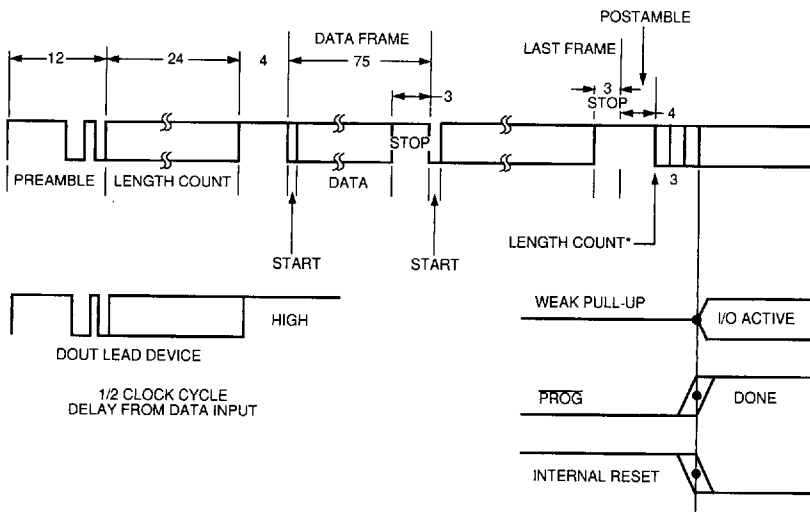 POSTAMBLE
DATA FRAME
LAST FRAME
12
24
4
75
3
3
STOP
4
STOP
PREAMBLE
LENGTH COUNT
DATA
3
START
START
LENGTH COUNT*
HIGH
DOUT LEAD DEVICE
1/2 CLOCK CYCLE
DELAY FROM DATA INPUT
WEAK PULL-UP
I/O ACTIVE
PROG
DONE
INTERNAL RESET